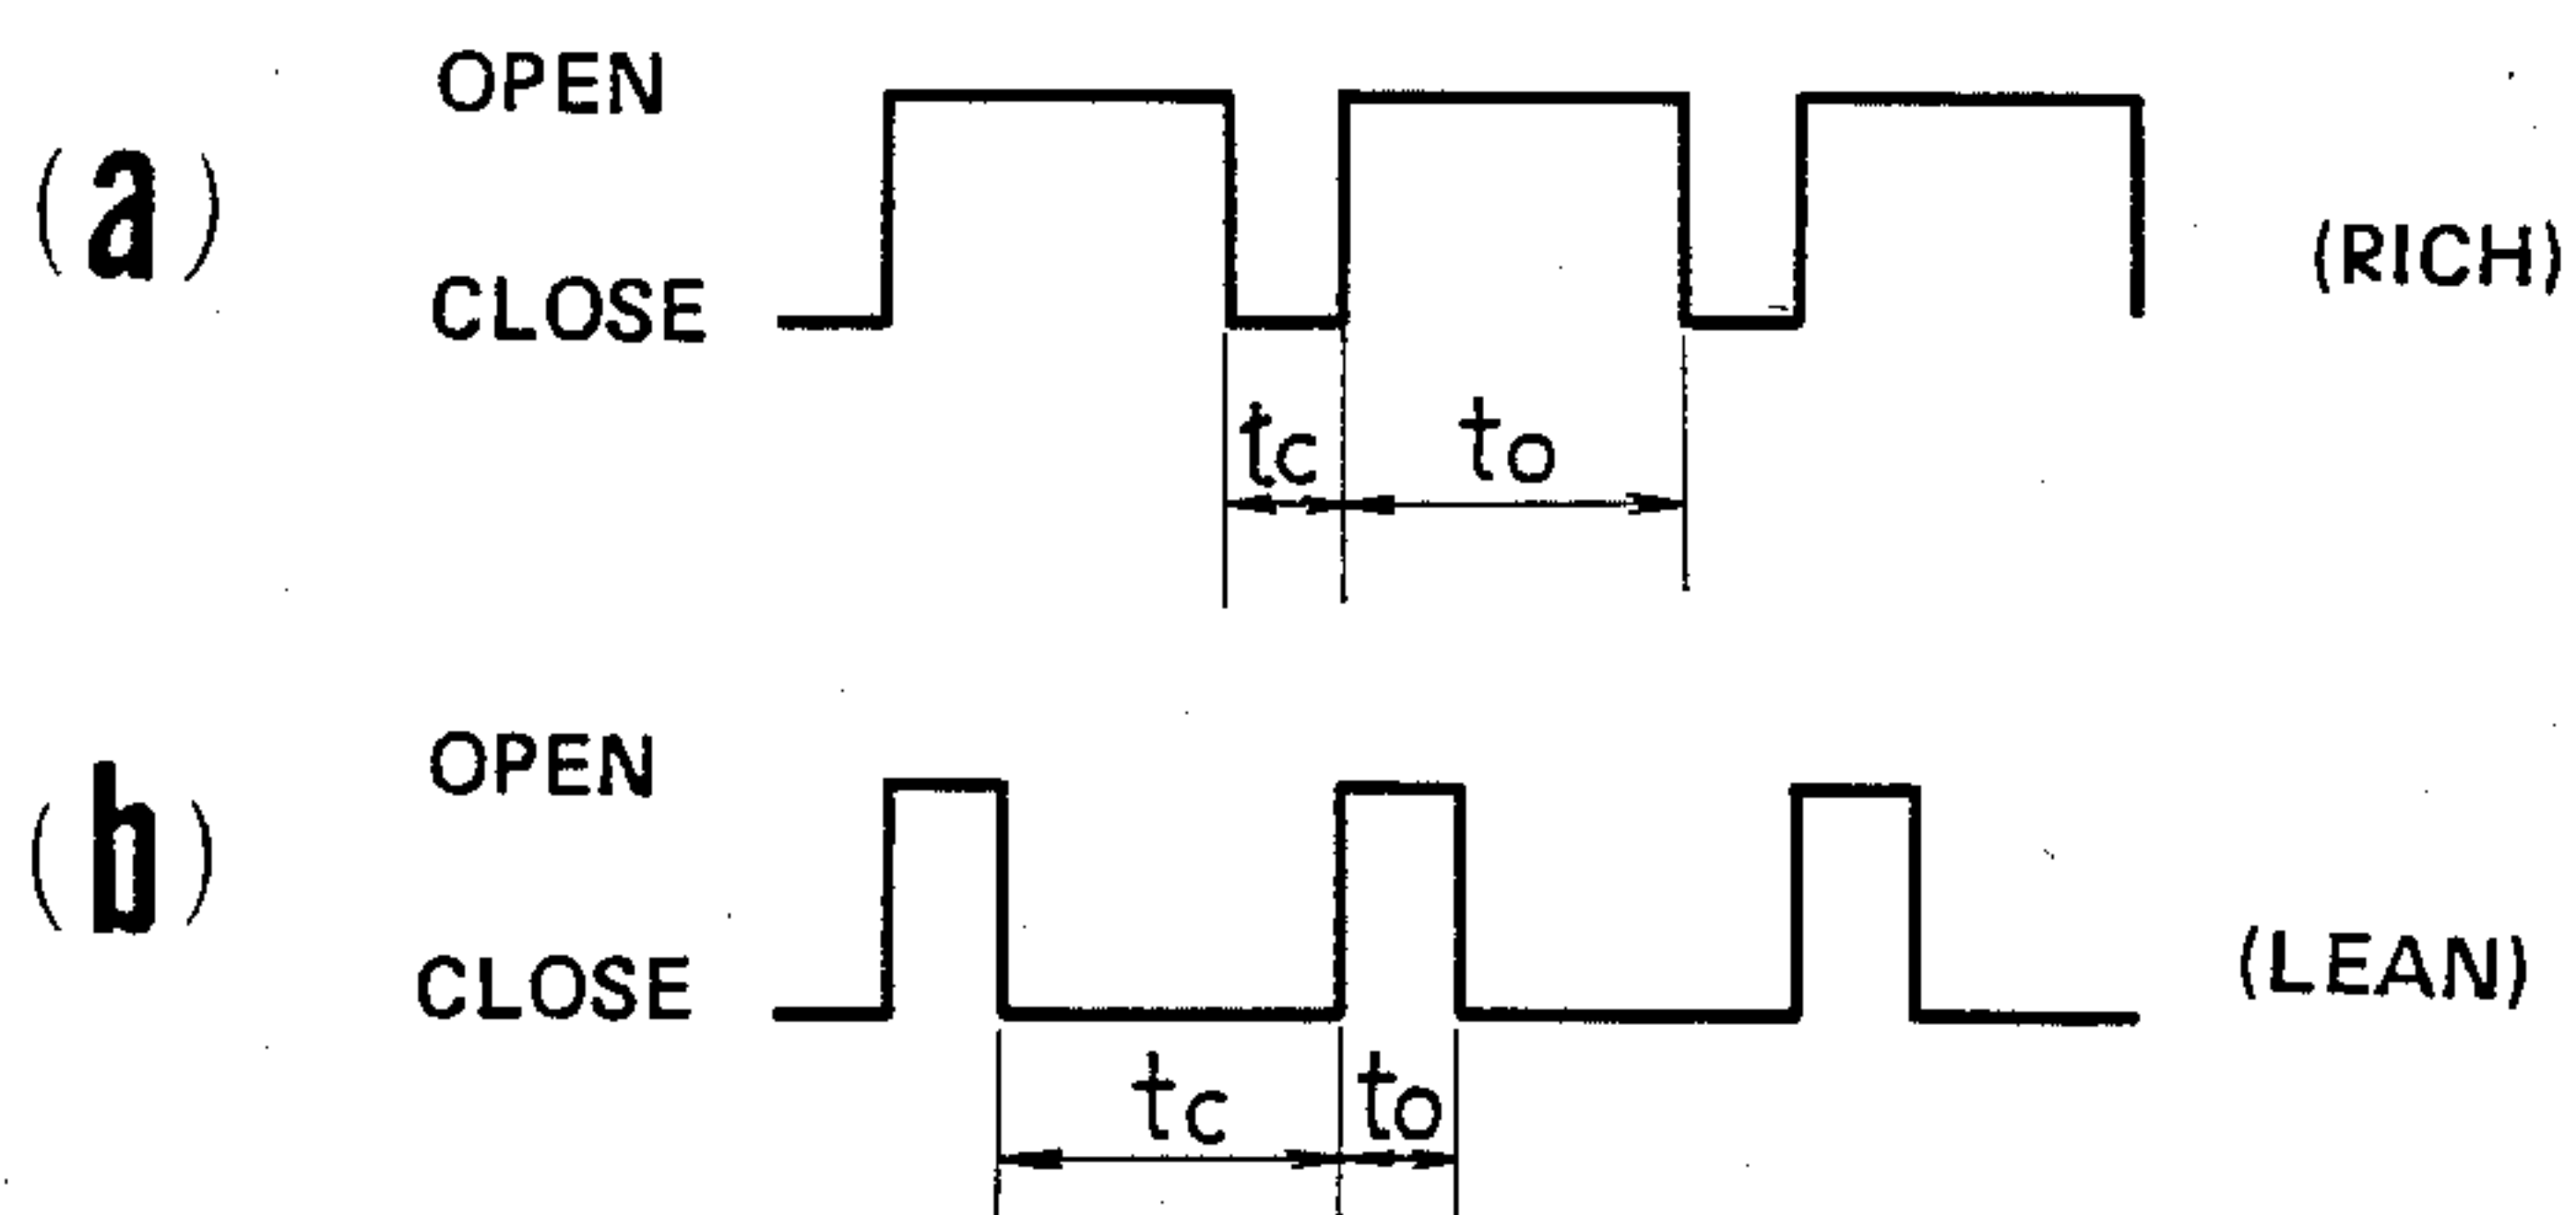 OPEN
(a)
CLOSE
(RICH)
tc to
OPEN
(b)
CLOSE
(LEAN)
tc to